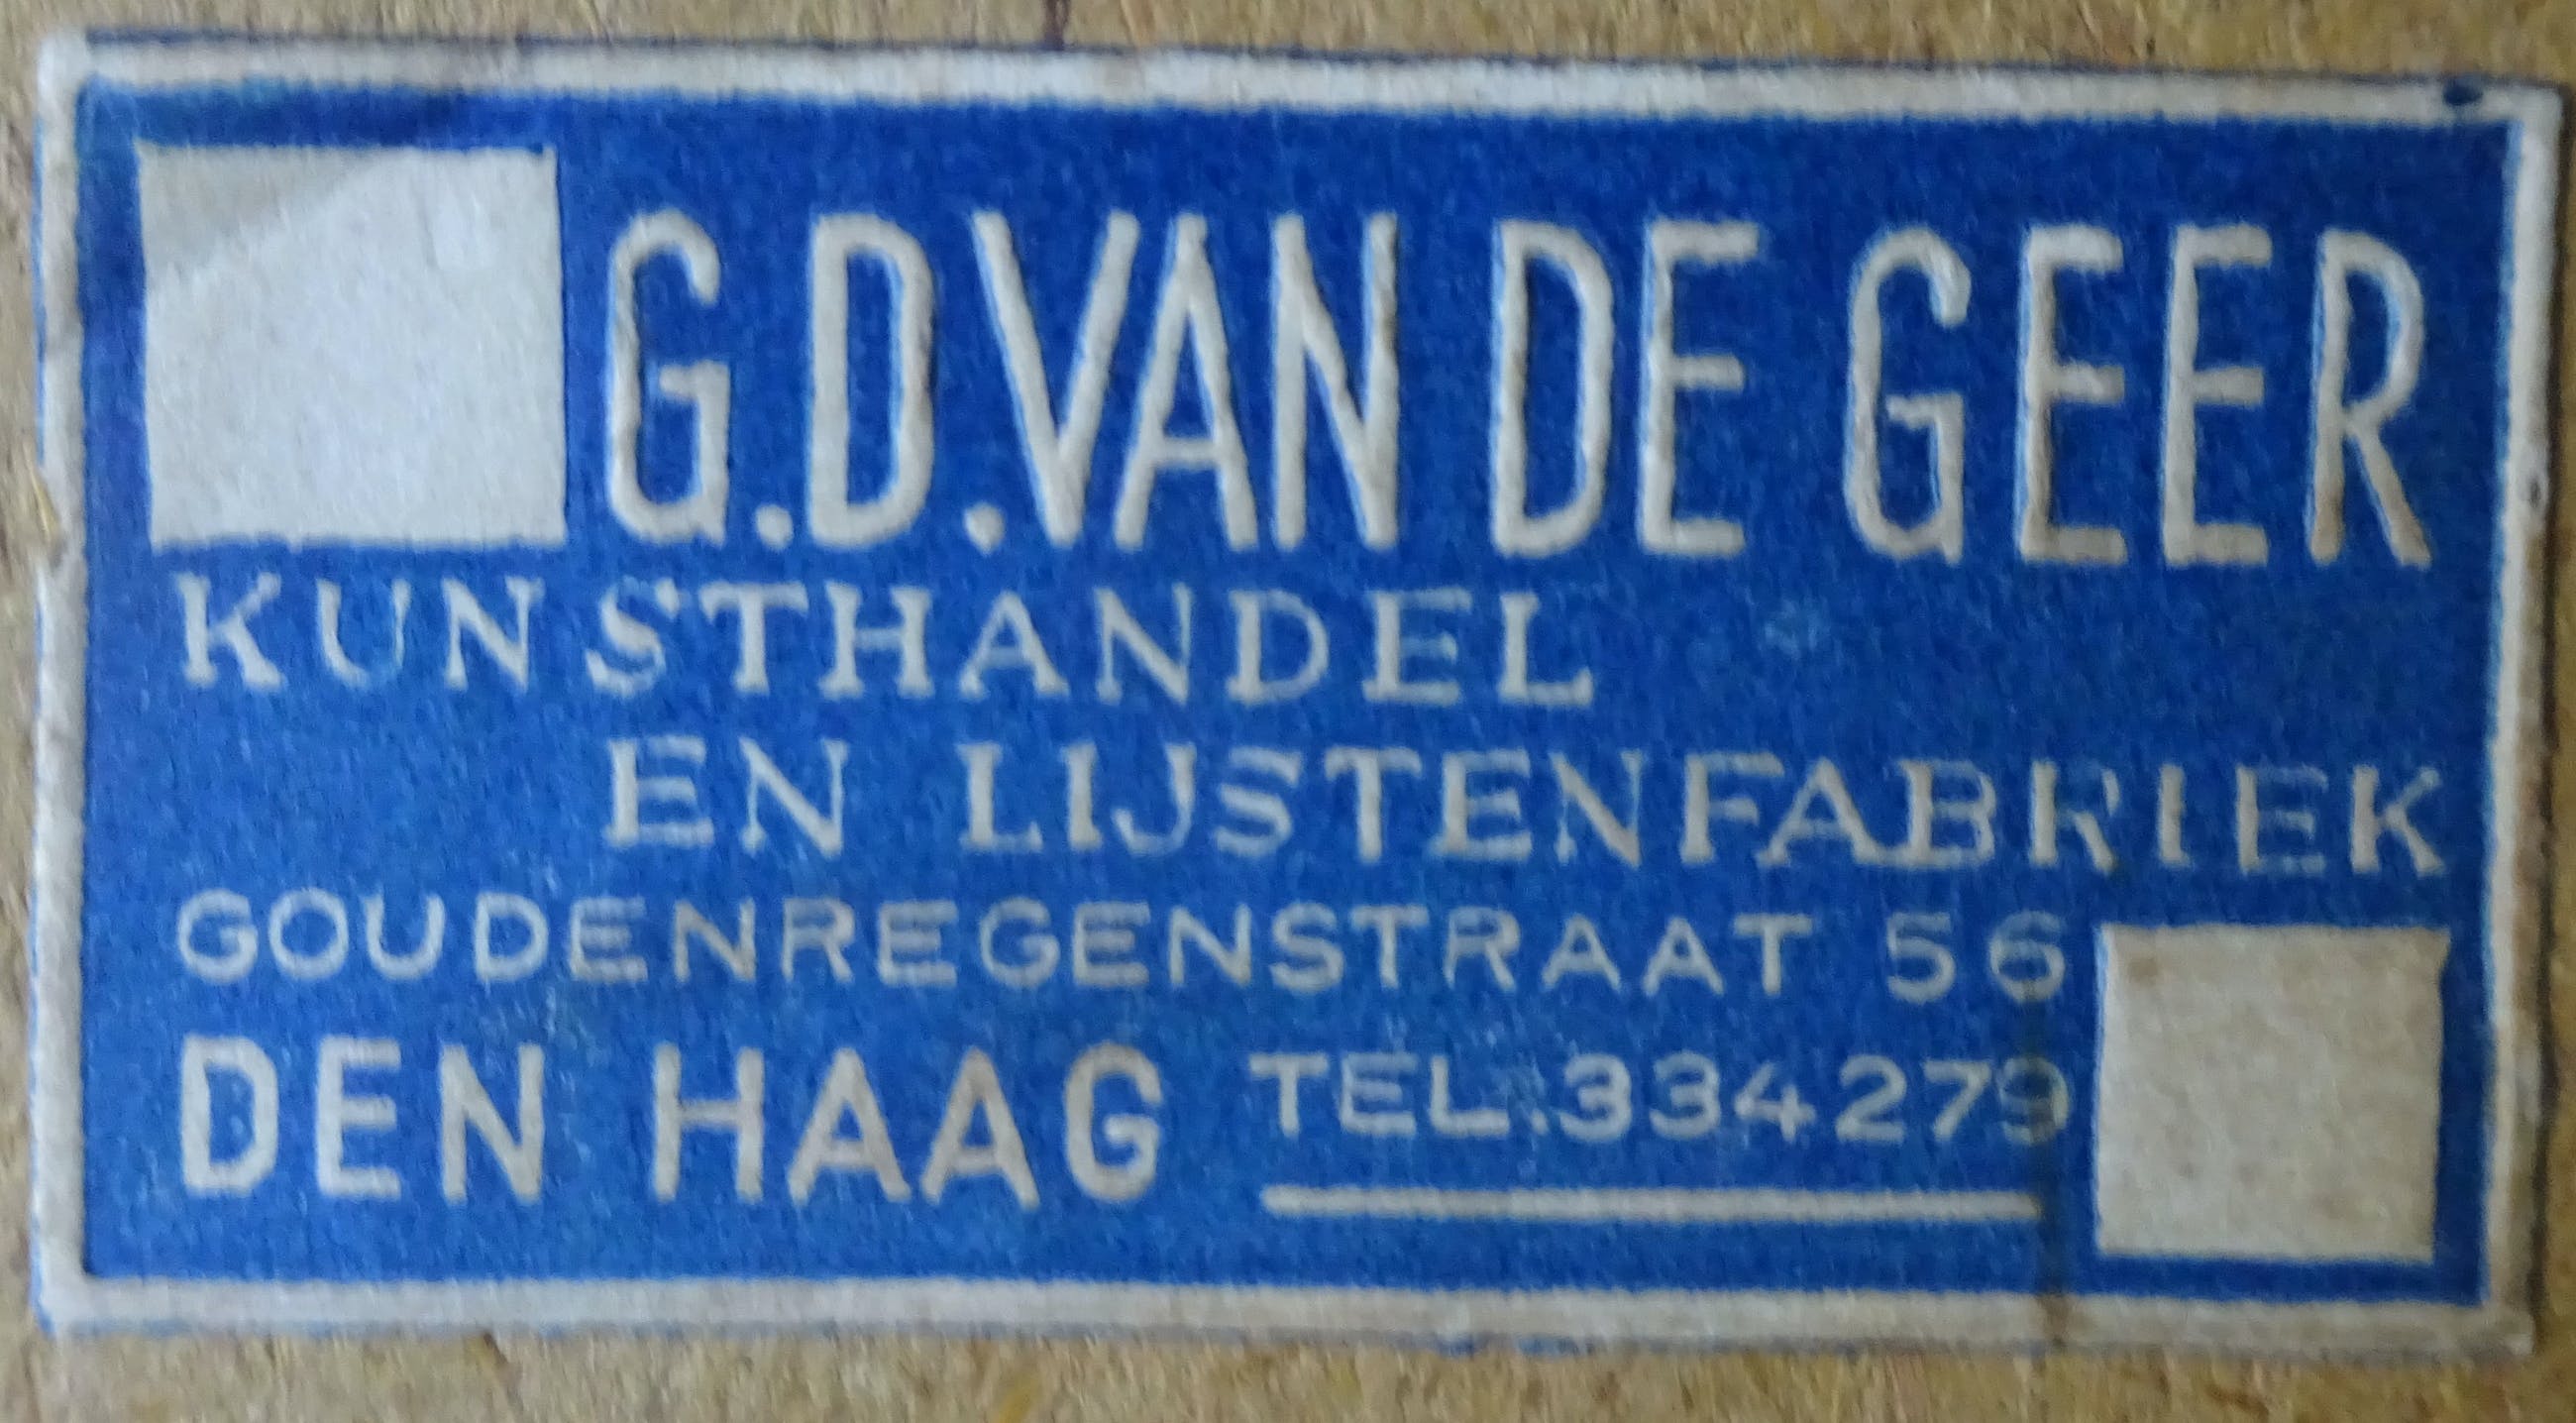 G.D. VAN DE GEER
KUNSTHANDEL
EN LIJSTENFABRIEK
GOUDENREGENSTRAAT 56
DEN HAAG TEL. 334279